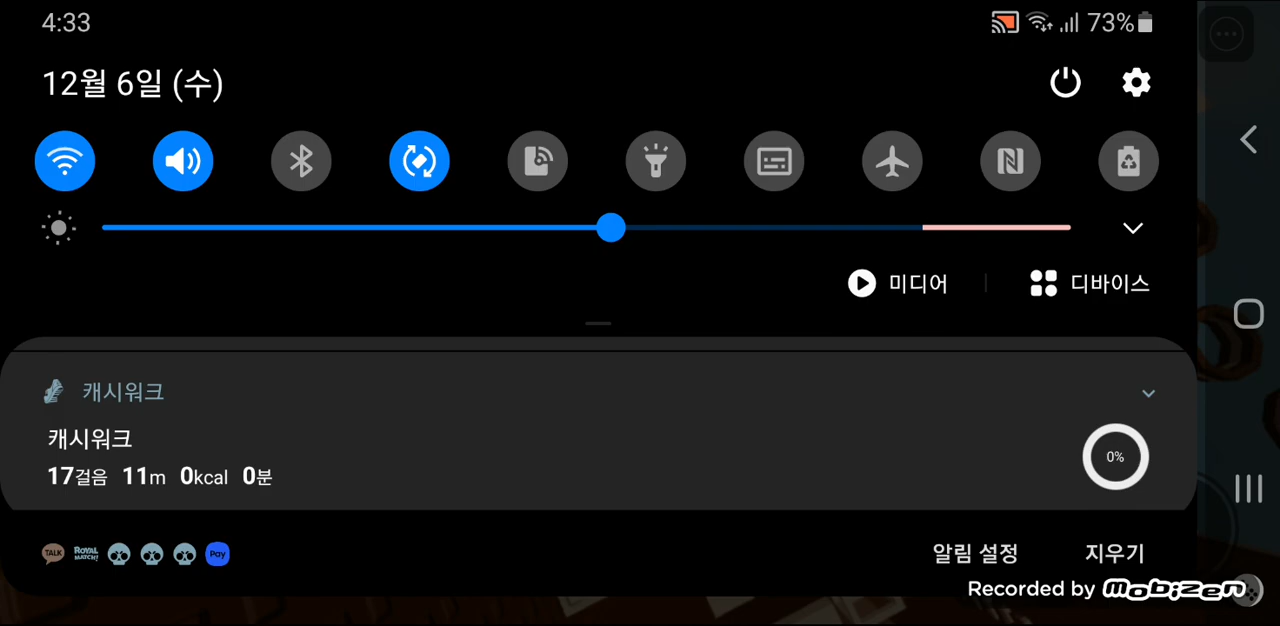 4:33
73%
12월 6일 (수)
미디어
디바이스
캐시워크
캐시워크
17걸음 11m 0kcal 0분
0%
TALK
ROYAL MATCH!
Pay
알림 설정
지우기
Recorded by mobizen